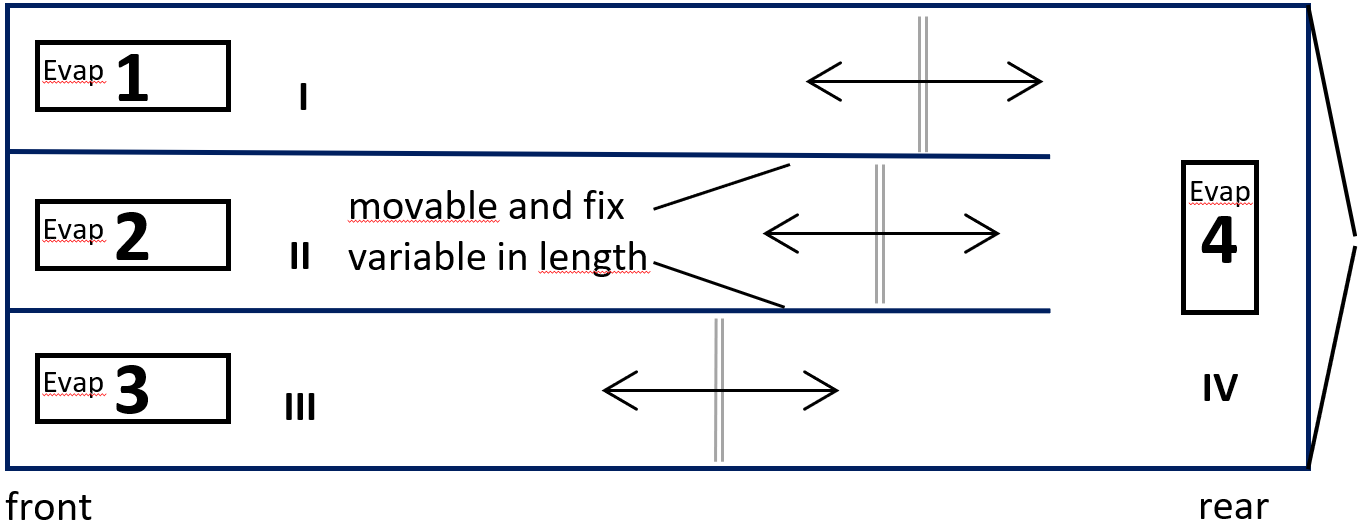 Evap 1
I
Evap 2
II
movable and fix
variable in length
Evap
4
Evap 3
III
IV
front
rear